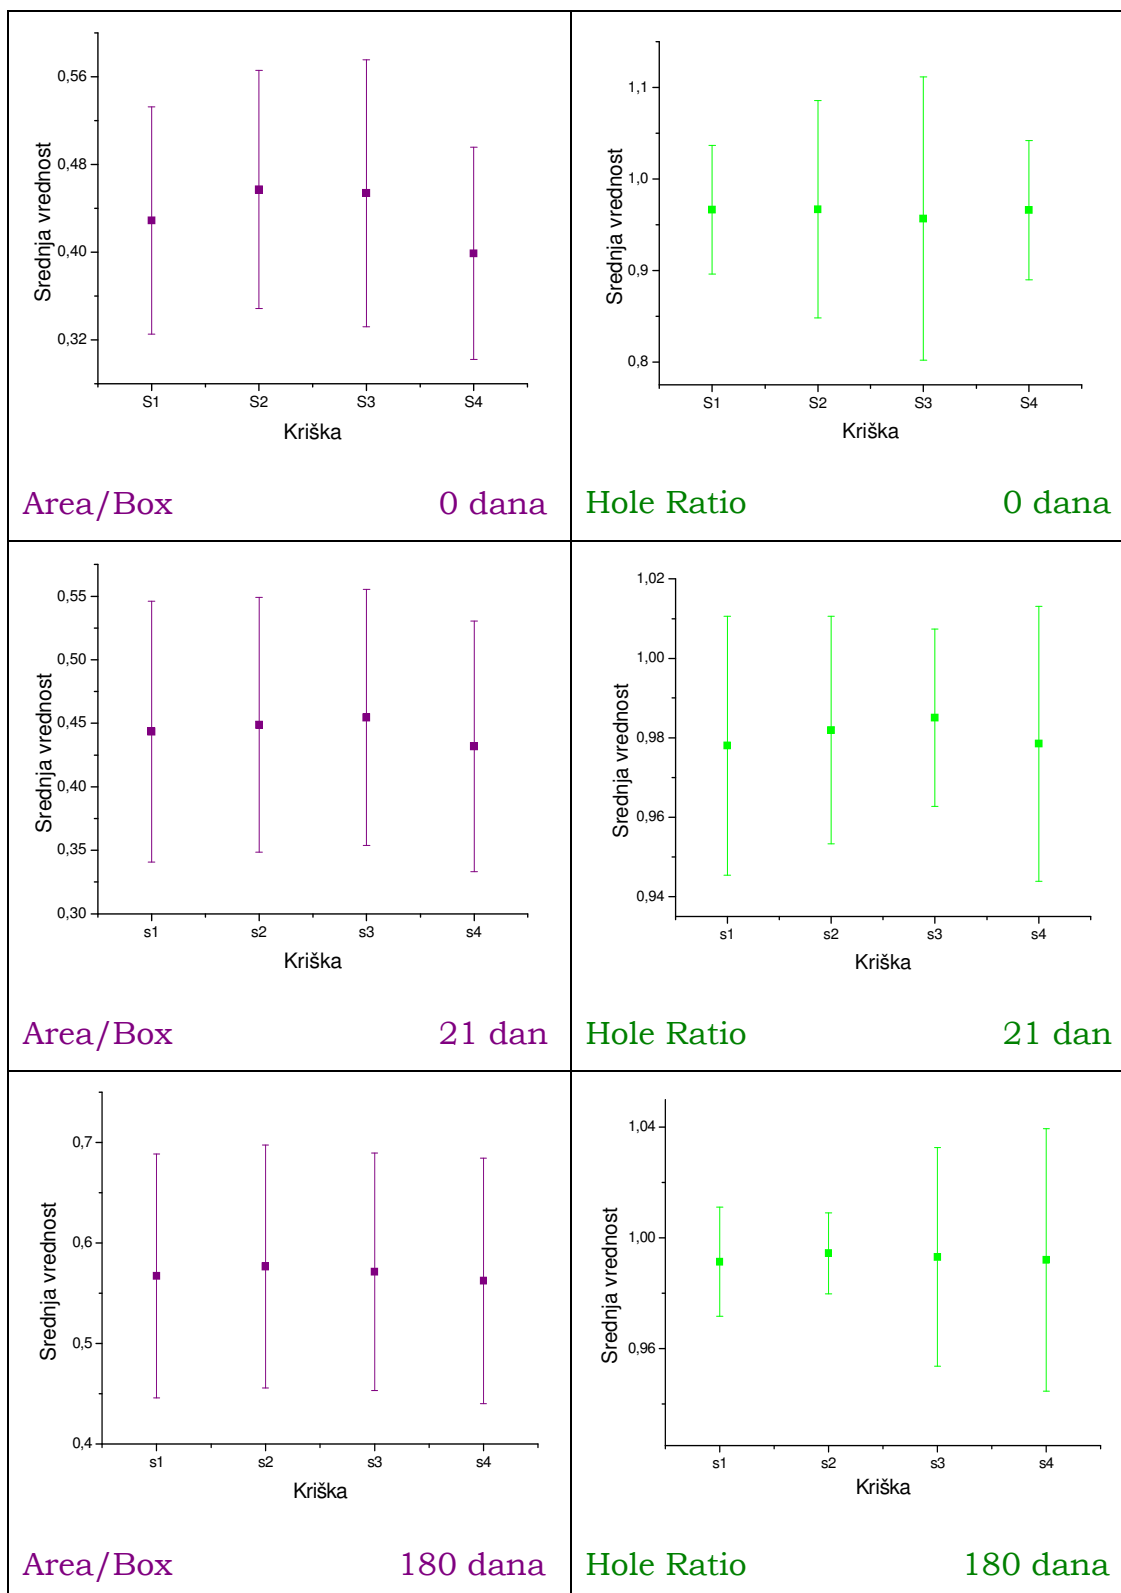 0,56
0,48
0,40
0,32
Srednja vrednost
S1 S2 S3 S4
Kriška
Area/Box 0 dana
1,1
1,0
0,9
0,8
Srednja vrednost
S1 S2 S3 S4
Kriška
Hole Ratio 0 dana
0,55
0,50
0,45
0,40
0,35
0,30
Srednja vrednost
s1 s2 s3 s4
Kriška
Area/Box 21 dan
1,02
1,00
0,98
0,96
0,94
Srednja vrednost
s1 s2 s3 s4
Kriška
Hole Ratio 21 dan
0,7
0,6
0,5
0,4
Srednja vrednost
s1 s2 s3 s4
Kriška
Area/Box 180 dana
1,04
1,00
0,96
Srednja vrednost
s1 s2 s3 s4
Kriška
Hole Ratio 180 dana